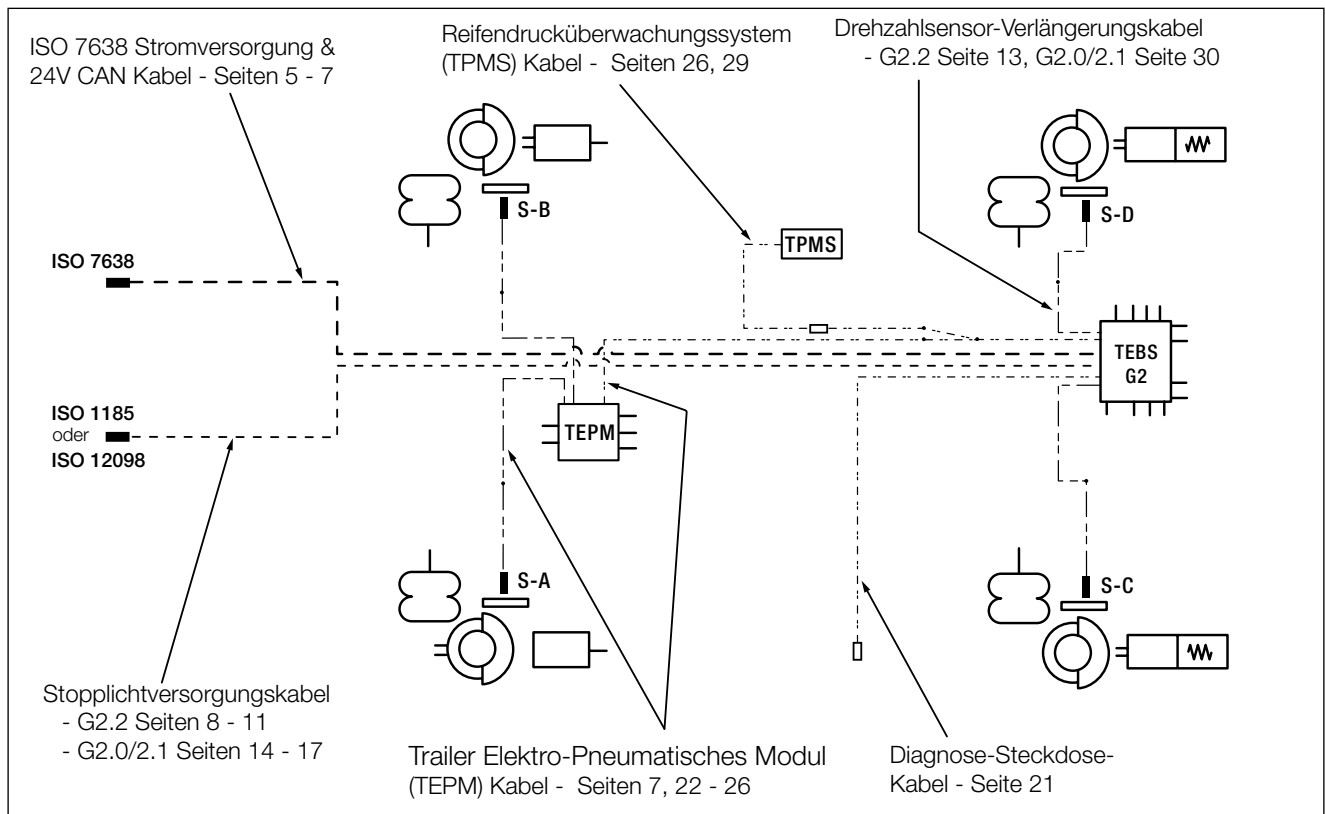 ISO 7638 Stromversorgung &
24V CAN Kabel - Seiten 5 - 7
Reifendrucküberwachungssystem
(TPMS) Kabel - Seiten 26, 29
Drehzahlsensor-Verlängerungskabel
- G2.2 Seite 13, G2.0/2.1 Seite 30
S-B
S-D
TPMS
ISO 7638
TEBS
G2
ISO 1185
oder
ISO 12098
TEPM
S-A
S-C
Stopplichtversorgungskabel
- G2.2 Seiten 8 - 11
- G2.0/2.1 Seiten 14 - 17
Trailer Elektro-Pneumatisches Modul
(TEPM) Kabel - Seiten 7, 22 - 26
Diagnose-Steckdose-
Kabel - Seite 21